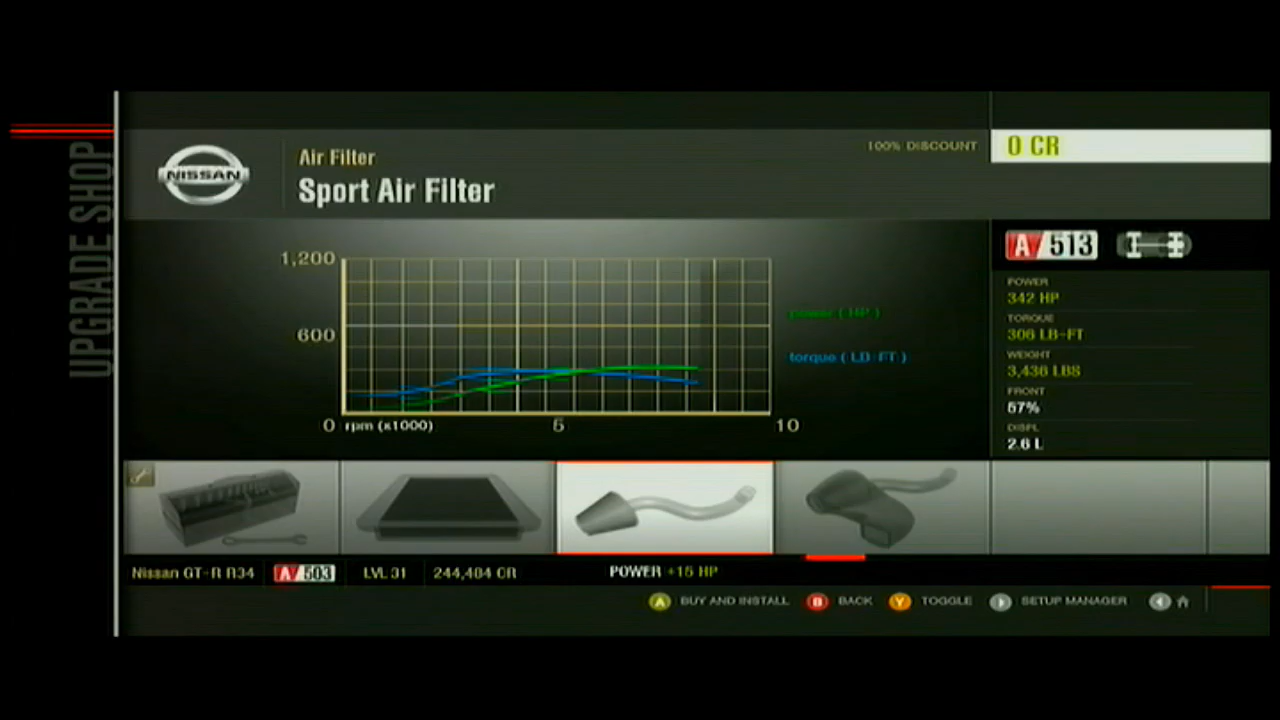 UPGRADE SHOP
NISSAN
Air Filter
Sport Air Filter
100% DISCOUNT
0 CR
A 513
POWER
342 HP
TORQUE
306 LB-FT
WEIGHT
3,436 LBS
FRONT
57%
DISPL
2.6 L
1,200
600
0 rpm (x1000) 5 10
power ( HP )
torque ( LB-FT )
Nissan GT-R R34 A 503 LVL 31 244,484 CR POWER +15 HP
A BUY AND INSTALL B BACK Y TOGGLE SETUP MANAGER